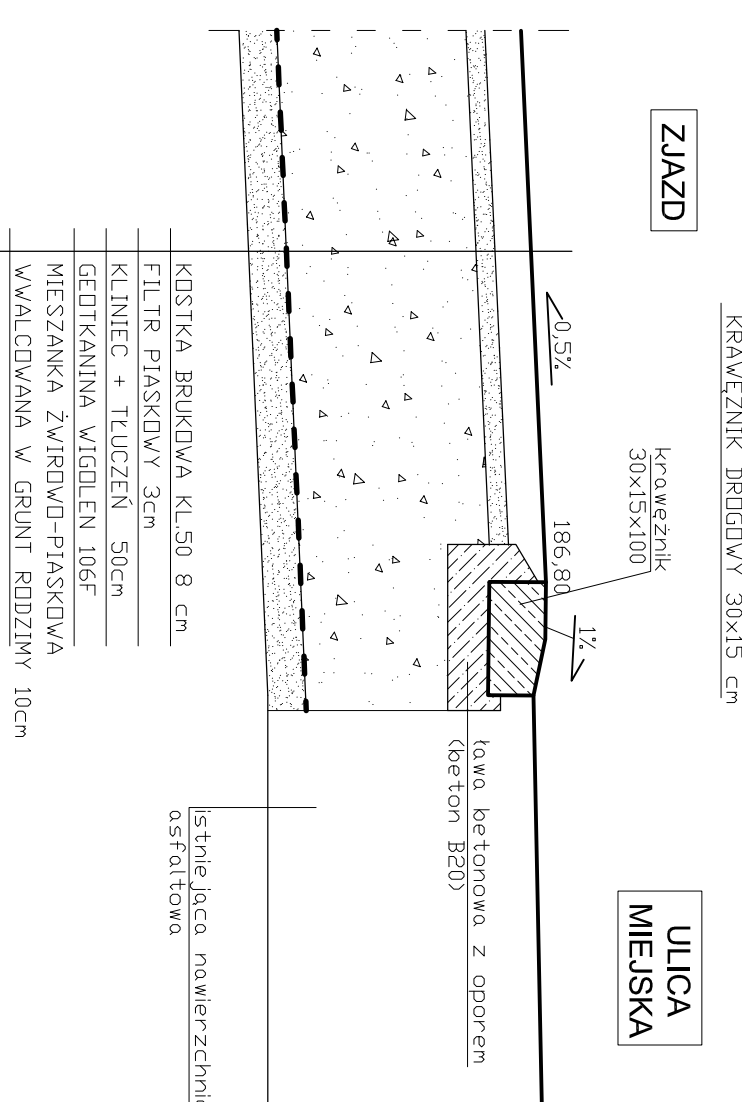 KRAWĘŻNIK DROGOWY 30x15 cm
ZJAZD
ULICA
MIEJSKA
krawężnik
30x15x100
0,5%
186,80
1%
ława betonowa z oporem
(beton B20)
istniejąca nawierzchnia
asfaltowa
KOSTKA BRUKOWA KL.50 8 cm
FILTR PIASKOWY 3cm
KLINIEC + TŁUCZEŃ 50cm
GEOTKANINA WIGOLEN 106F
MIESZANKA ŻWIROWO-PIASKOWA
WWALCOWANA W GRUNT RODZIMY 10cm